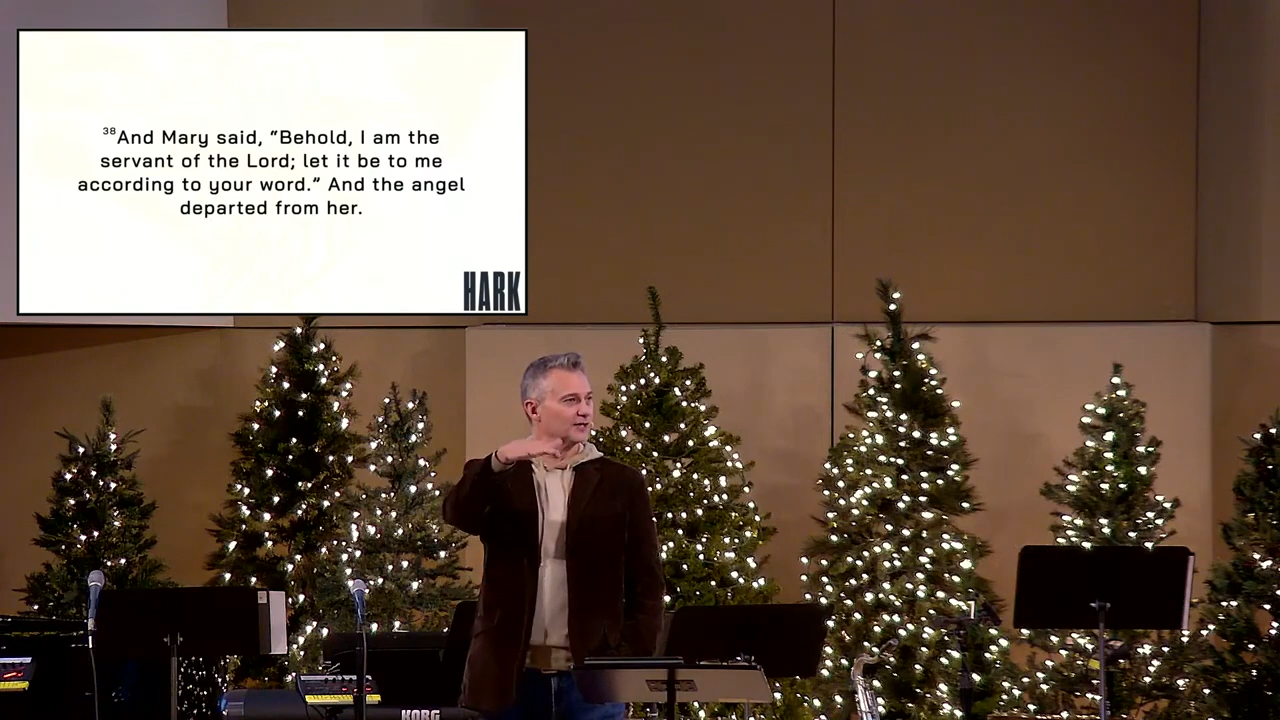 ³⁸And Mary said, “Behold, I am the
servant of the Lord; let it be to me
according to your word.” And the angel
departed from her.
HARK
KORG